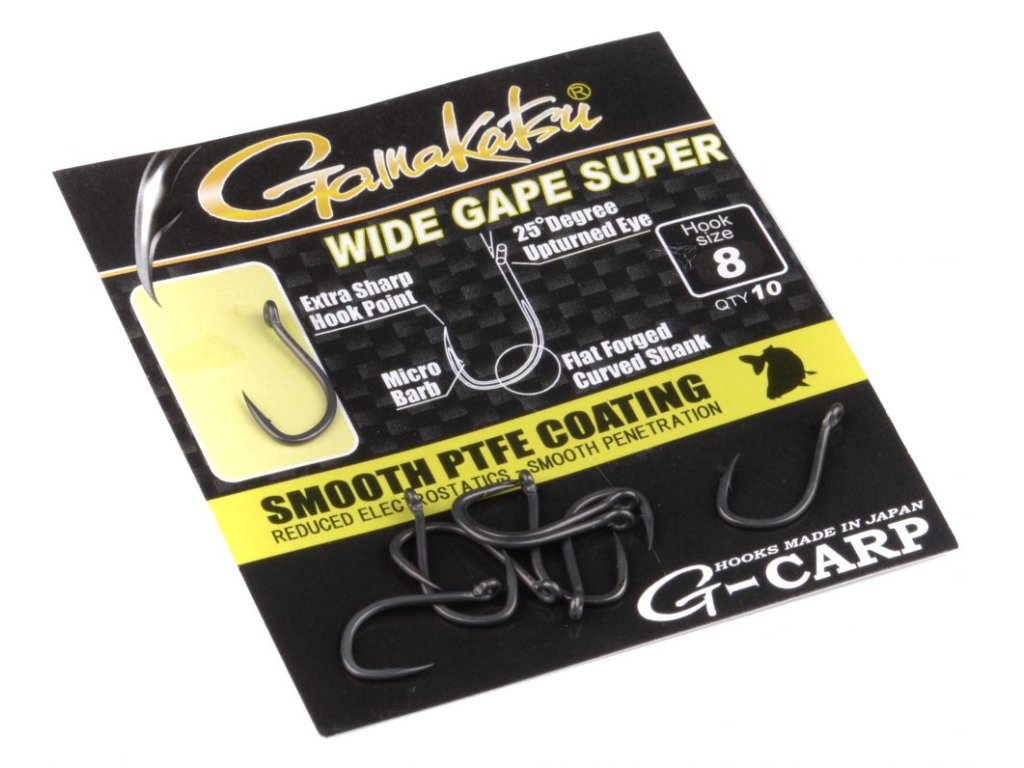 Gamakatsu®
WIDE GAPE SUPER
25°Degree
Upturned Eye
Hook
size
8
QTY 10
Extra Sharp
Hook Point
Micro
Barb
Flat Forged
Curved Shank
SMOOTH PTFE COATING
REDUCED ELECTROSTATICS - SMOOTH PENETRATION
HOOKS MADE IN JAPAN
G-CARP